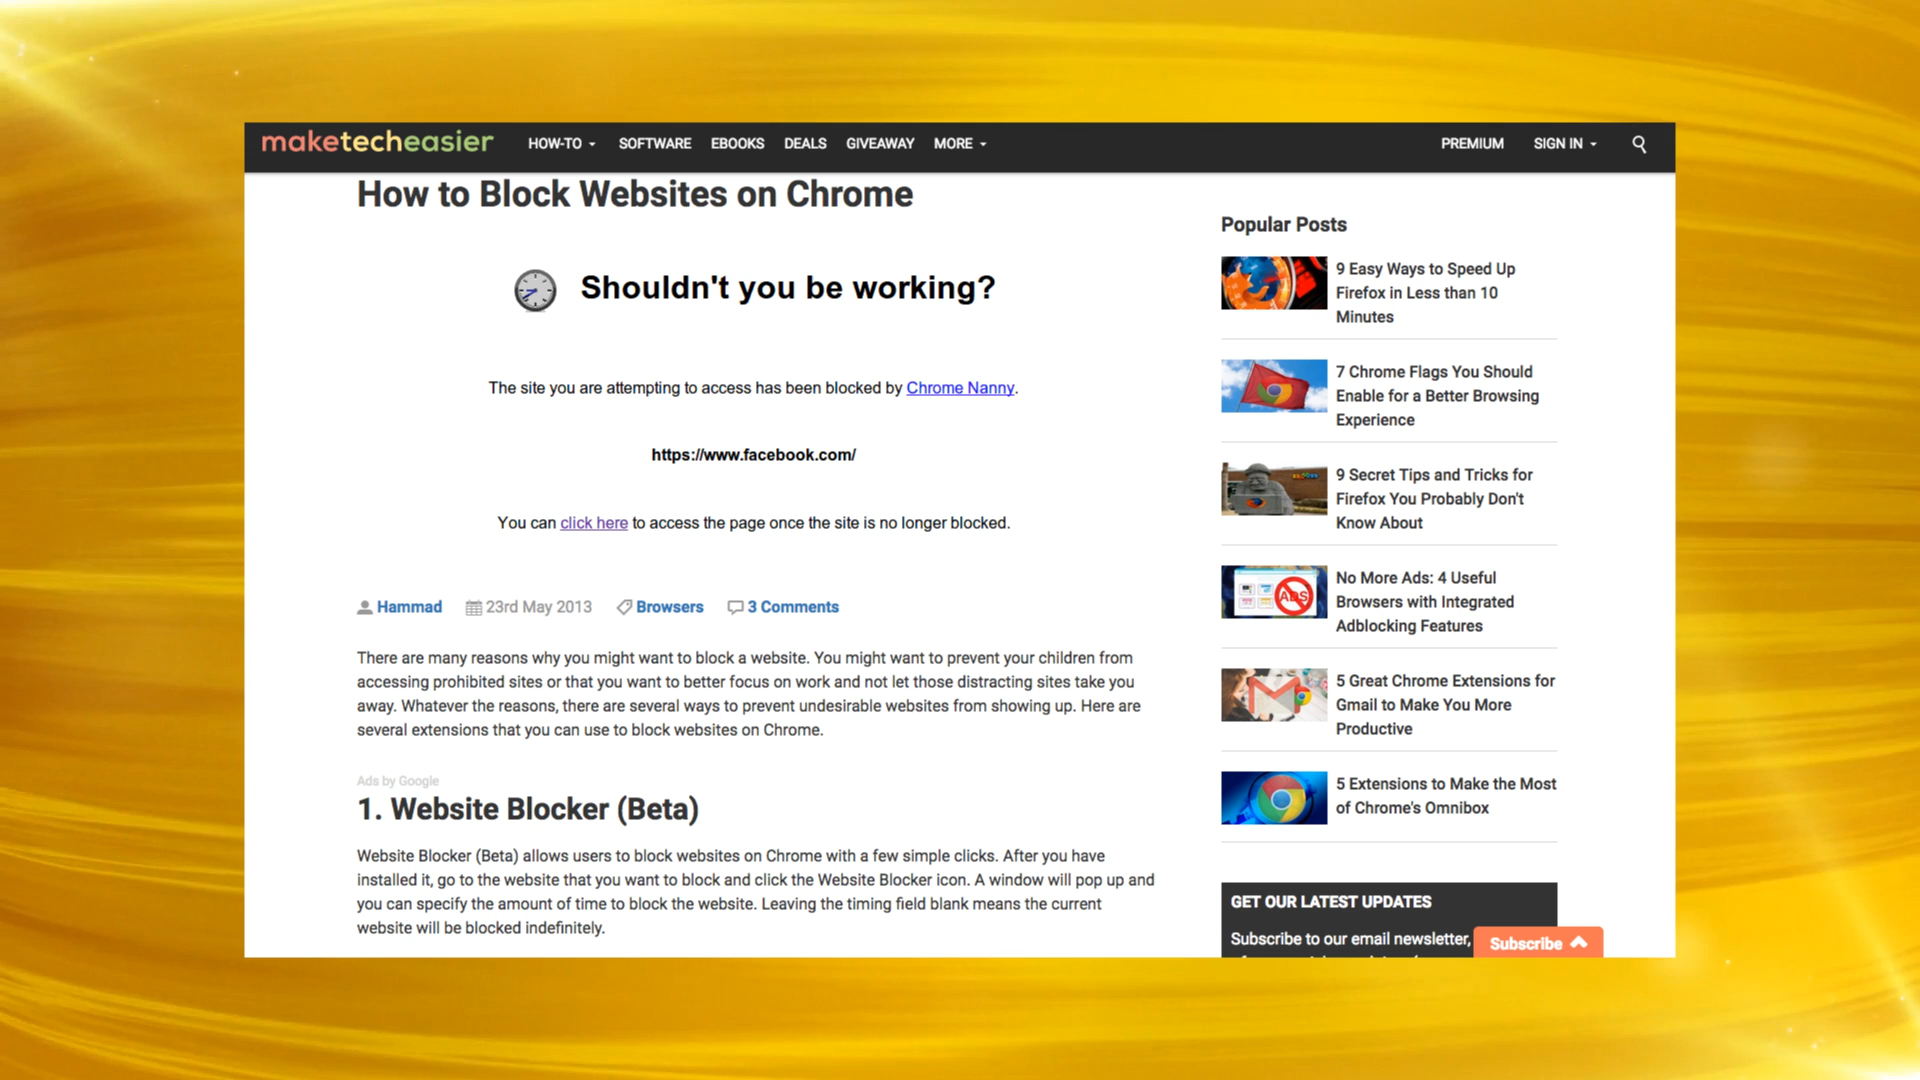 maketecheasier HOW-TO SOFTWARE EBOOKS DEALS GIVEAWAY MORE PREMIUM SIGN IN
How to Block Websites on Chrome
Shouldn't you be working?
The site you are attempting to access has been blocked by Chrome Nanny.
https://www.facebook.com/
You can click here to access the page once the site is no longer blocked.
Hammad 23rd May 2013 Browsers 3 Comments
There are many reasons why you might want to block a website. You might want to prevent your children from
accessing prohibited sites or that you want to better focus on work and not let those distracting sites take you
away. Whatever the reasons, there are several ways to prevent undesirable websites from showing up. Here are
several extensions that you can use to block websites on Chrome.
Ads by Google
1. Website Blocker (Beta)
Website Blocker (Beta) allows users to block websites on Chrome with a few simple clicks. After you have
installed it, go to the website that you want to block and click the Website Blocker icon. A window will pop up and
you can specify the amount of time to block the website. Leaving the timing field blank means the current
website will be blocked indefinitely.
Popular Posts
9 Easy Ways to Speed Up
Firefox in Less than 10
Minutes
7 Chrome Flags You Should
Enable for a Better Browsing
Experience
9 Secret Tips and Tricks for
Firefox You Probably Don't
Know About
ADS
No More Ads: 4 Useful
Browsers with Integrated
Adblocking Features
5 Great Chrome Extensions for
Gmail to Make You More
Productive
5 Extensions to Make the Most
of Chrome's Omnibox
GET OUR LATEST UPDATES
Subscribe to our email newsletter,
Subscribe